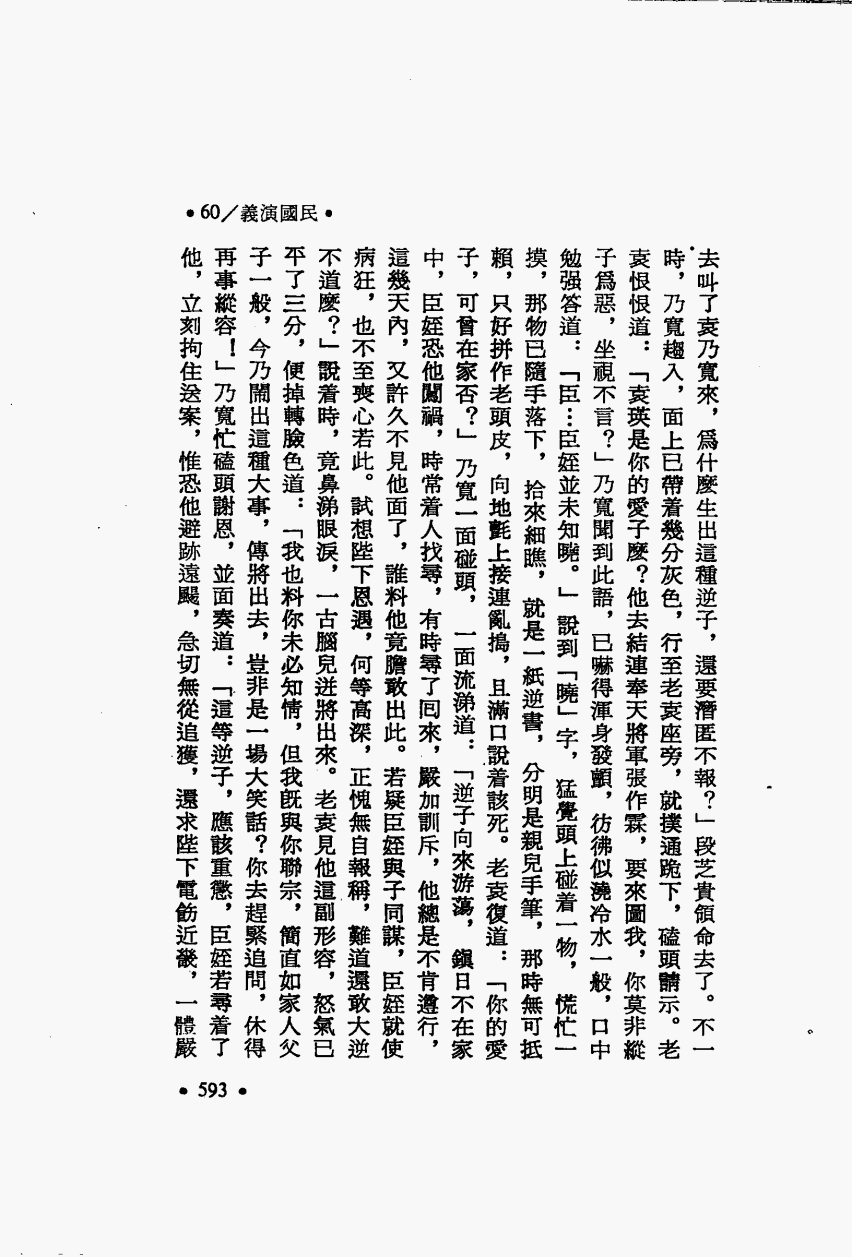 •民國演義/60•
去叫了袁乃寬來，爲什麼生出這種逆子，還要潛匿不報？」段芝貴領命去了。不一
時，乃寬趨入，面上已帶着幾分灰色，行至老袁座旁，就撲通跪下，磕頭請示。老
袁恨恨道：「袁瑛是你的愛子麼？他去結連奉天將軍張作霖，要來圖我，你莫非縱
子爲惡，坐視不言？」乃寬聞到此語，已嚇得渾身發顫，彷彿似澆冷水一般，口中
勉强答道：「臣…臣姪並未知曉。」說到「曉」字，猛覺頭上碰着一物，慌忙一
摸，那物已隨手落下，拾來細瞧，就是一紙逆書，分明是親兒手筆，那時無可抵
賴，只好拼作老頭皮，向地氈上接連亂搗，且滿口說着該死。老袁復道：「你的愛
子，可曾在家否？」乃寬一面碰頭，一面流涕道：「逆子向來游蕩，鎭日不在家
中，臣姪恐他闖禍，時常着人找尋，有時尋了回來，嚴加訓斥，他總是不肯遵行，
這幾天內，又許久不見他面了，誰料他竟膽敢出此。若疑臣姪與子同謀，臣姪就使
病狂，也不至喪心若此。試想陛下恩遇，何等高深，正愧無自報稱，難道還敢大逆
不道麼？」說着時，竟鼻涕眼淚，一古腦兒迸將出來。老袁見他這副形容，怒氣已
平了三分，便掉轉臉色道：「我也料你未必知情，但我旣與你聯宗，簡直如家人父
子一般，今乃鬧出這種大事，傳將出去，豈非是一場大笑話？你去趕緊追問，休得
再事縱容！」乃寬忙磕頭謝恩，並面奏道：「這等逆子，應該重懲，臣姪若尋着了
他，立刻拘住送案，惟恐他避跡遠颺，急切無從追獲，還求陛下電飭近畿，一體嚴
•593•